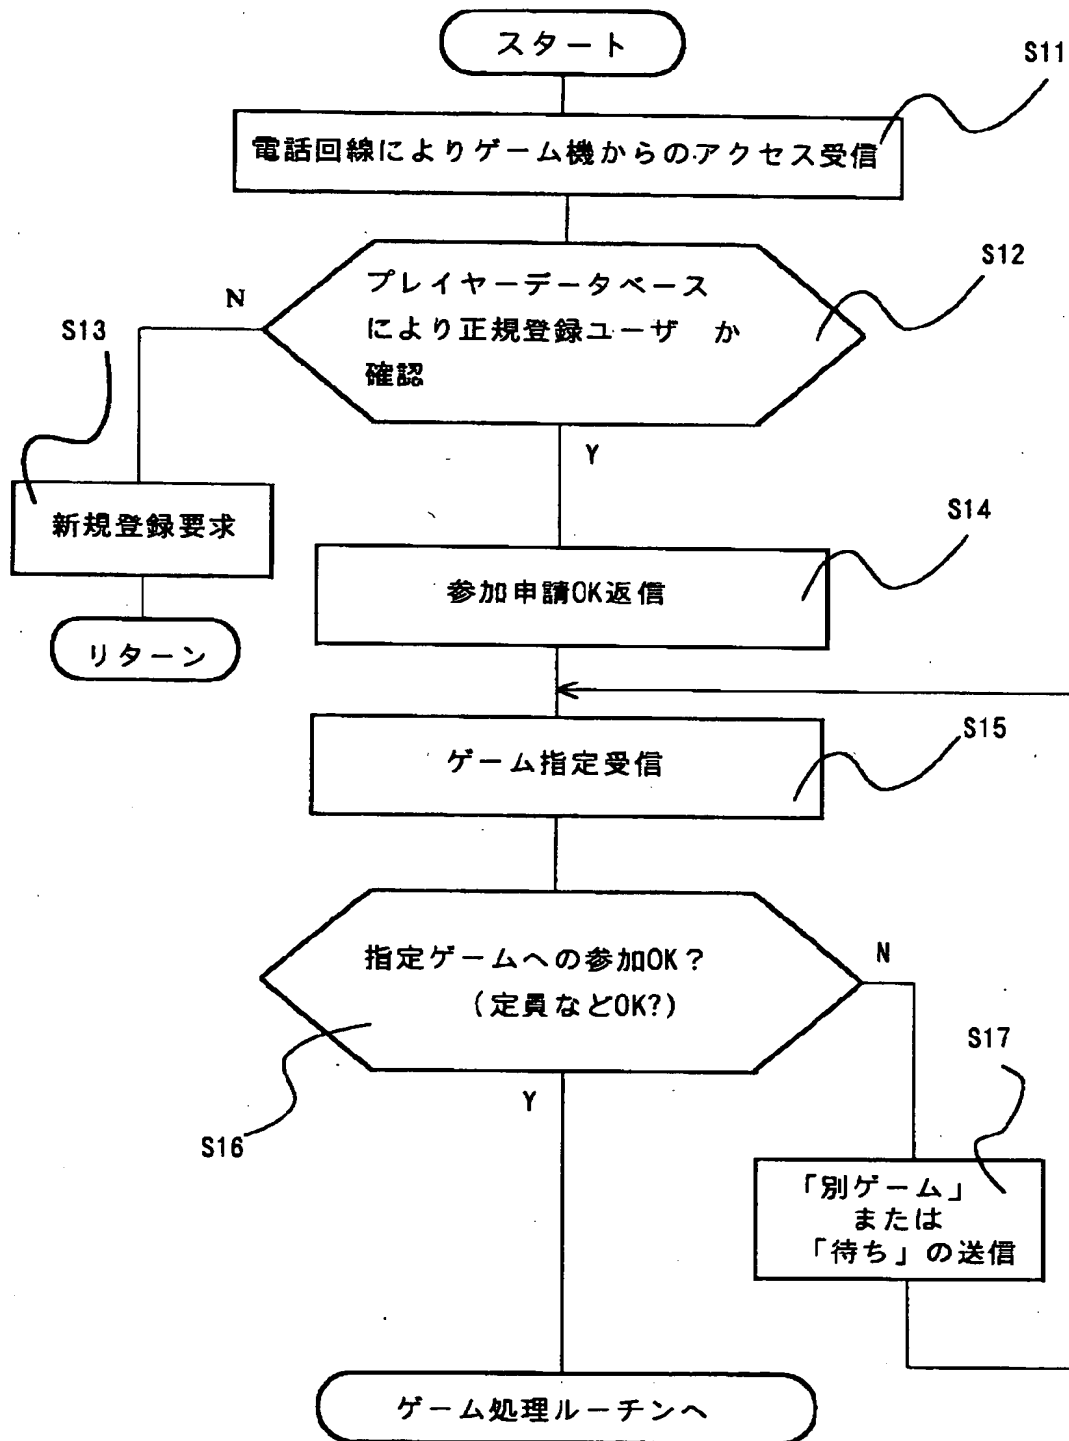 スタート
S11
電話回線によりゲーム機からのアクセス受信
S12
プレイヤーデータベース
により正規登録ユーザ か
確認
N
S13
Y
新規登録要求
S14
参加申請OK返信
リターン
S15
ゲーム指定受信
指定ゲームへの参加OK?
(定員などOK?)
N
S17
Y
S16
「別ゲーム」
または
「待ち」の送信
ゲーム処理ルーチンへ